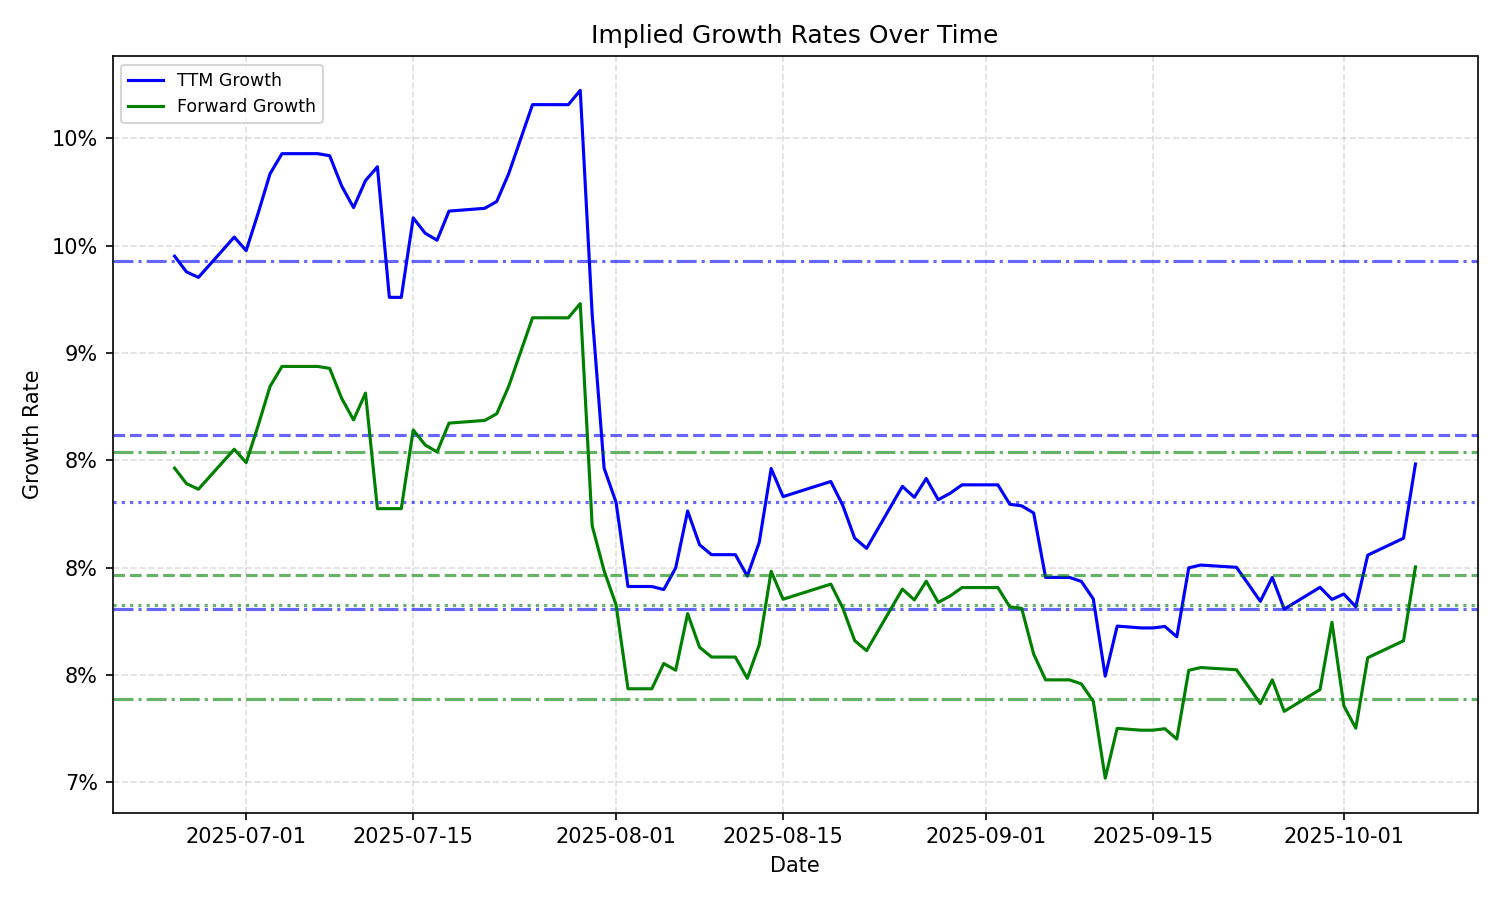 Implied Growth Rates Over Time
TTM Growth
Forward Growth
10%
10%
9%
8%
8%
8%
7%
Growth Rate
2025-07-01
2025-07-15
2025-08-01
2025-08-15
2025-09-01
2025-09-15
2025-10-01
Date